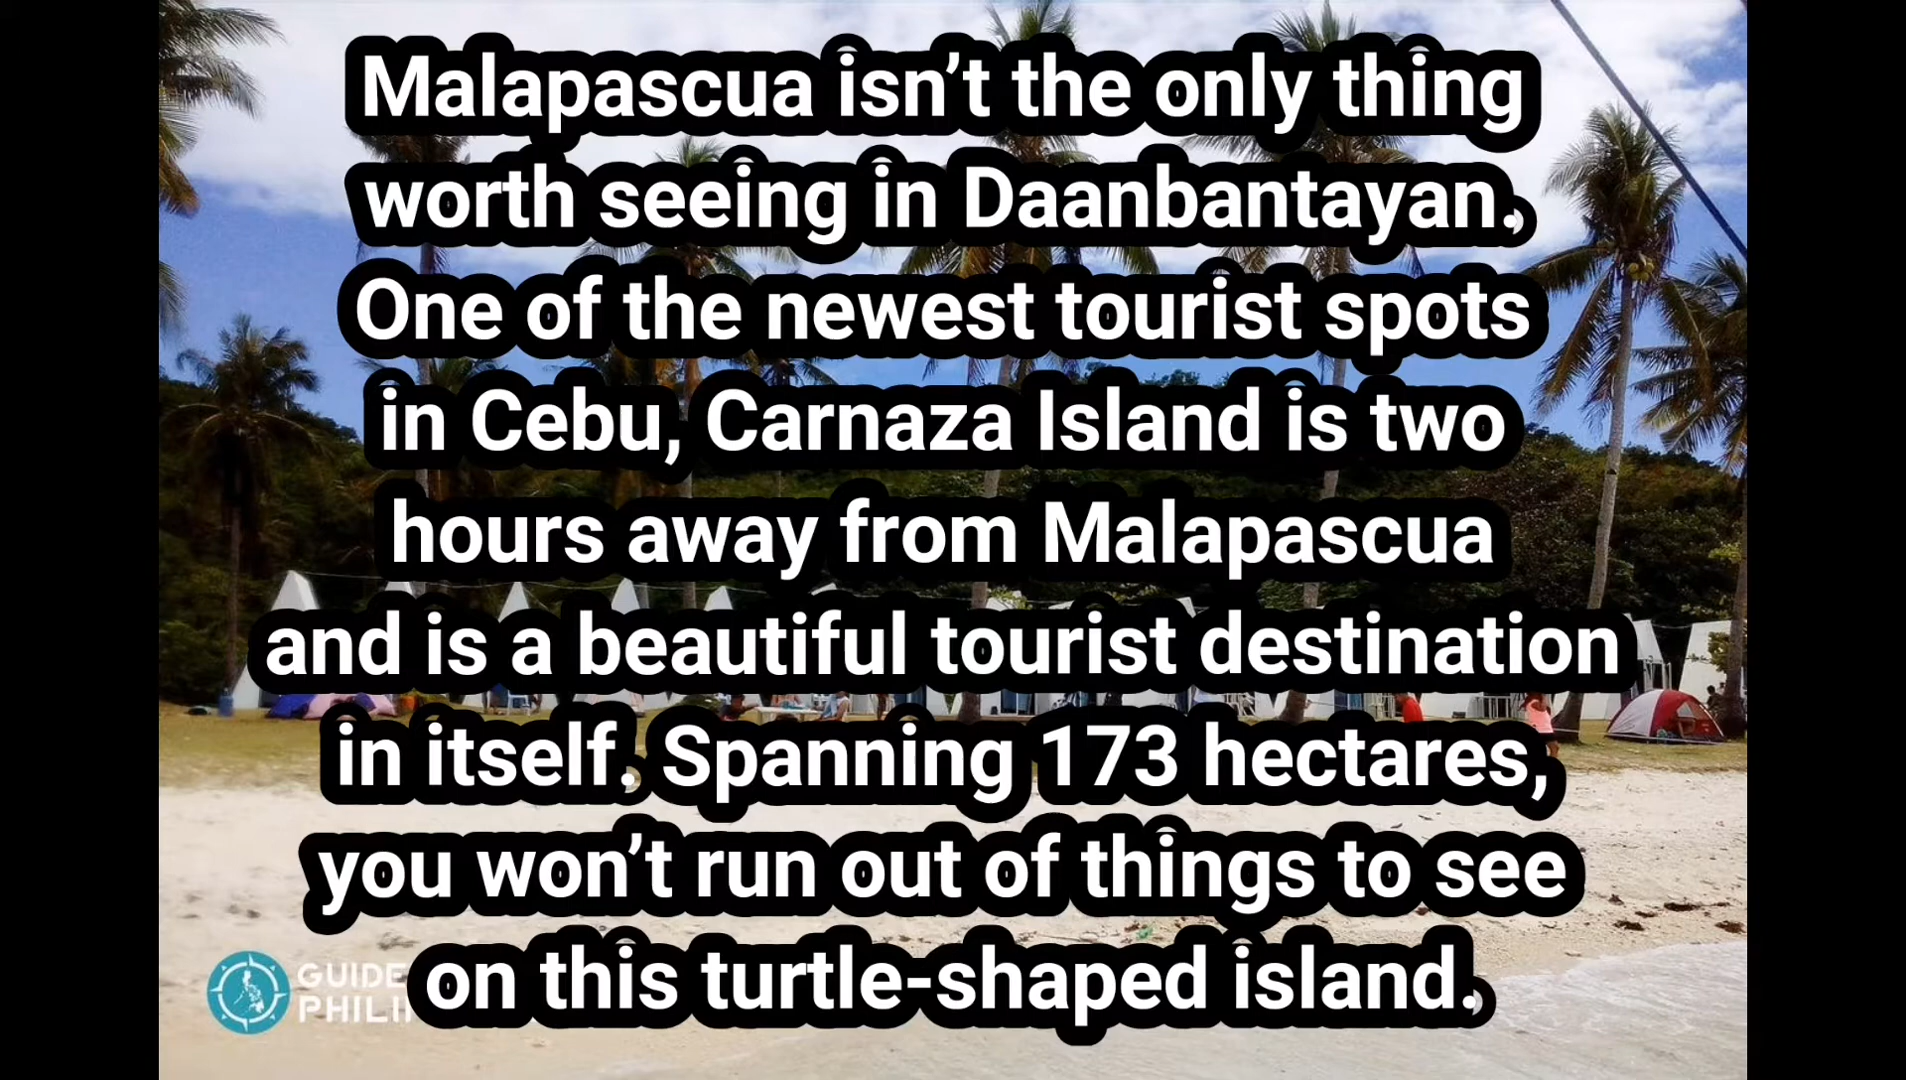 Malapascua isn’t the only thing
worth seeing in Daanbantayan.
One of the newest tourist spots
in Cebu, Carnaza Island is two
hours away from Malapascua
and is a beautiful tourist destination
in itself. Spanning 173 hectares,
you won’t run out of things to see
on this turtle-shaped island.
GUIDE